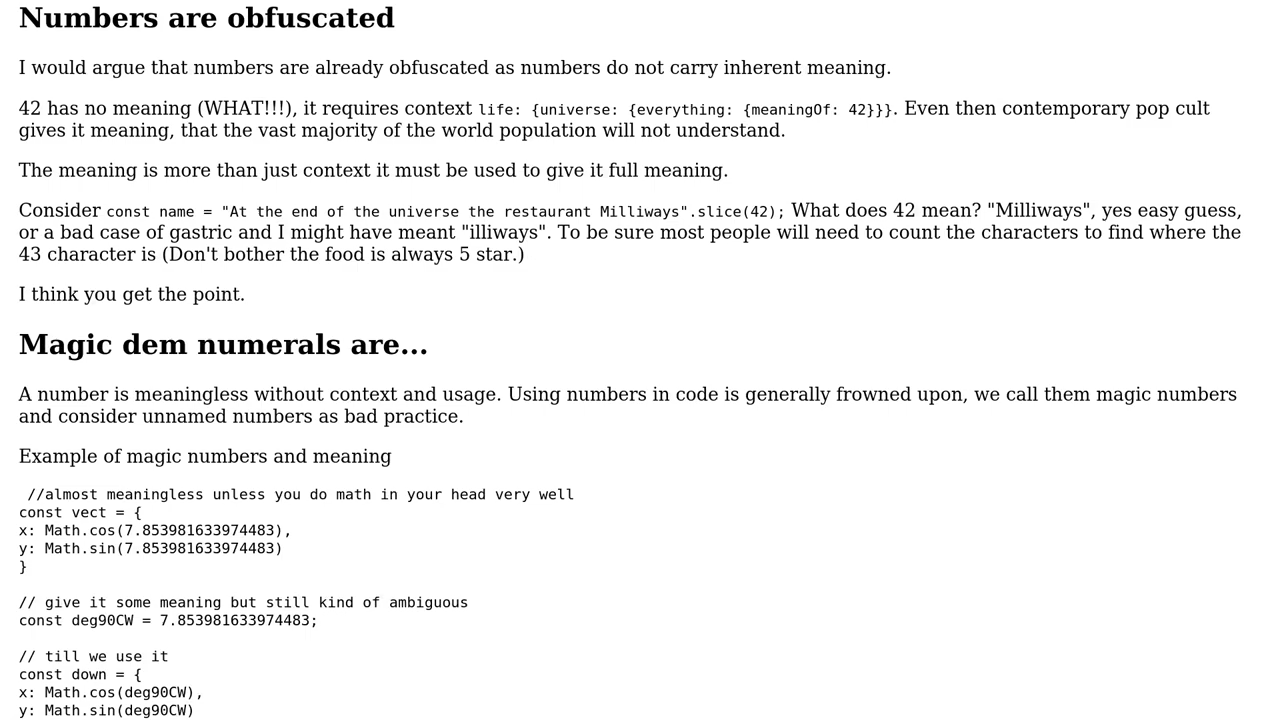 Numbers are obfuscated
I would argue that numbers are already obfuscated as numbers do not carry inherent meaning.
42 has no meaning (WHAT!!!), it requires context life: {universe: {everything: {meaningOf: 42}}}. Even then contemporary pop cult
gives it meaning, that the vast majority of the world population will not understand.
The meaning is more than just context it must be used to give it full meaning.
Consider const name = "At the end of the universe the restaurant Milliways".slice(42); What does 42 mean? "Milliways", yes easy guess,
or a bad case of gastric and I might have meant "illiways". To be sure most people will need to count the characters to find where the
43 character is (Don't bother the food is always 5 star.)
I think you get the point.
Magic dem numerals are...
A number is meaningless without context and usage. Using numbers in code is generally frowned upon, we call them magic numbers
and consider unnamed numbers as bad practice.
Example of magic numbers and meaning
//almost meaningless unless you do math in your head very well
const vect = {
x: Math.cos(7.853981633974483),
y: Math.sin(7.853981633974483)
}
// give it some meaning but still kind of ambiguous
const deg90CW = 7.853981633974483;
// till we use it
const down = {
x: Math.cos(deg90CW),
y: Math.sin(deg90CW)